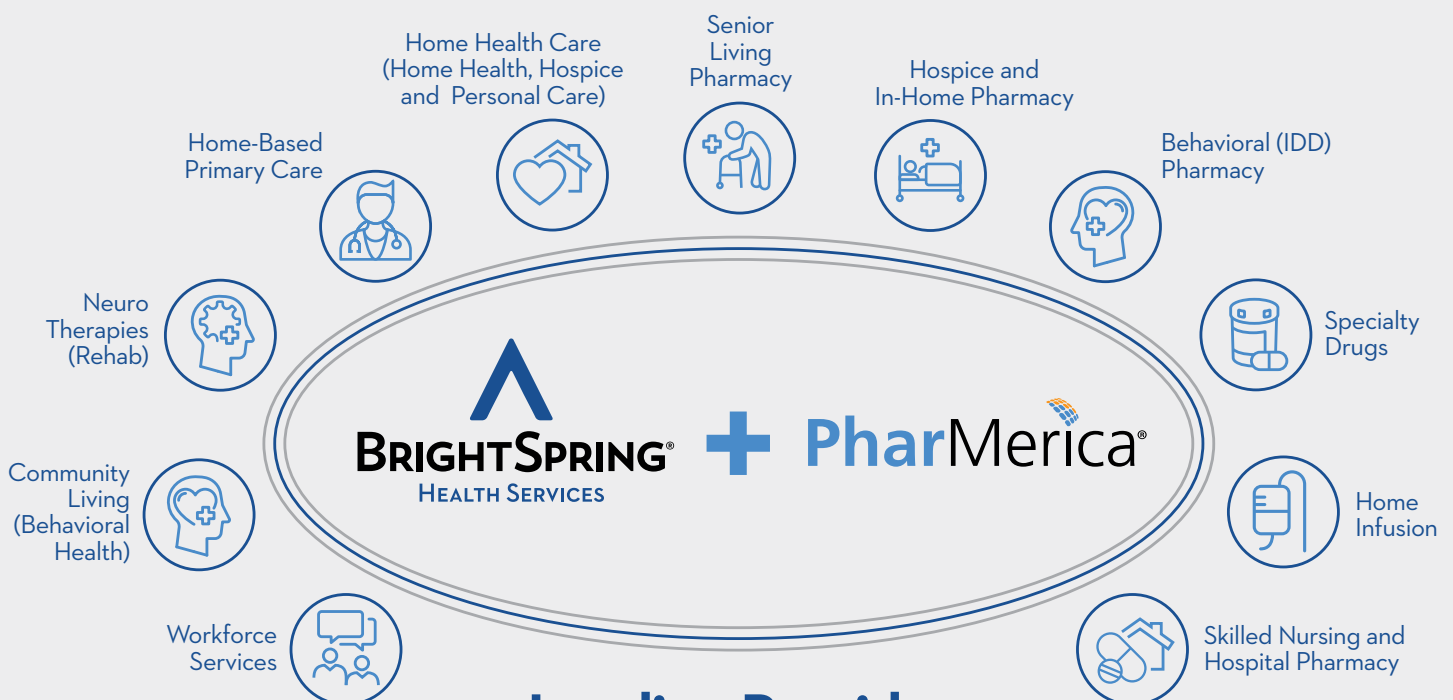 Senior
Living
Pharmacy
Home Health Care
(Home Health, Hospice
and Personal Care)
Hospice and
In-Home Pharmacy
Home-Based
Primary Care
Behavioral (IDD)
Pharmacy
Neuro
Therapies
(Rehab)
Specialty
Drugs
BRIGHTSPRING®
HEALTH SERVICES
PharMerica®
Community
Living
(Behavioral
Health)
Home
Infusion
Workforce
Services
Skilled Nursing and
Hospital Pharmacy